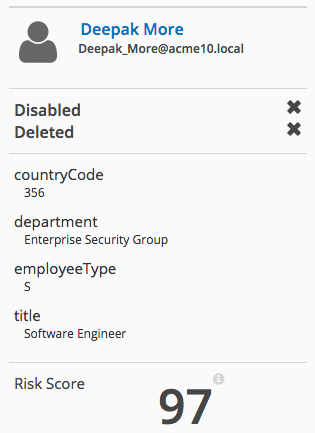 Deepak More
Deepak_More@acme10.local
Disabled
Deleted
countryCode
356
department
Enterprise Security Group
employeeType
S
title
Software Engineer
Risk Score
97